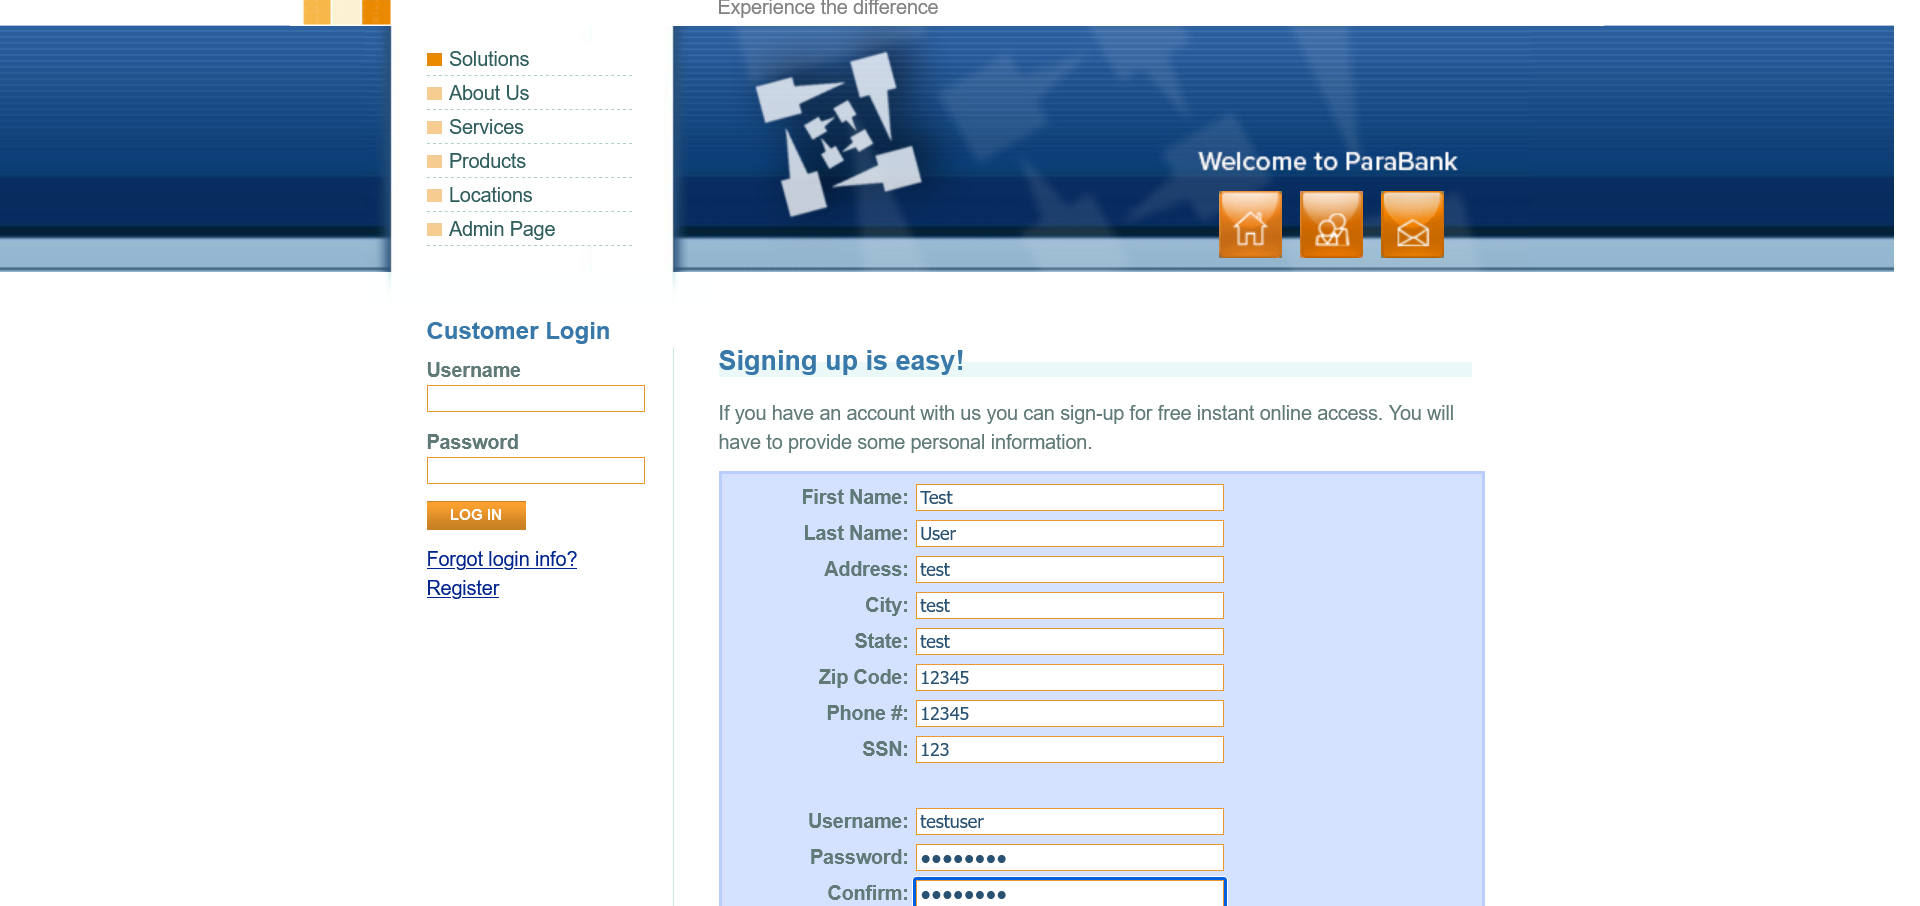 Experience the difference
Solutions
About Us
Services
Products
Locations
Admin Page
Welcome to ParaBank
Customer Login
Username
Password
LOG IN
Forgot login info?
Register
Signing up is easy!
If you have an account with us you can sign-up for free instant online access. You will
have to provide some personal information.
First Name: Test
Last Name: User
Address: test
City: test
State: test
Zip Code: 12345
Phone #: 12345
SSN: 123
Username: testuser
Password: ●●●●●●●●
Confirm: ●●●●●●●●